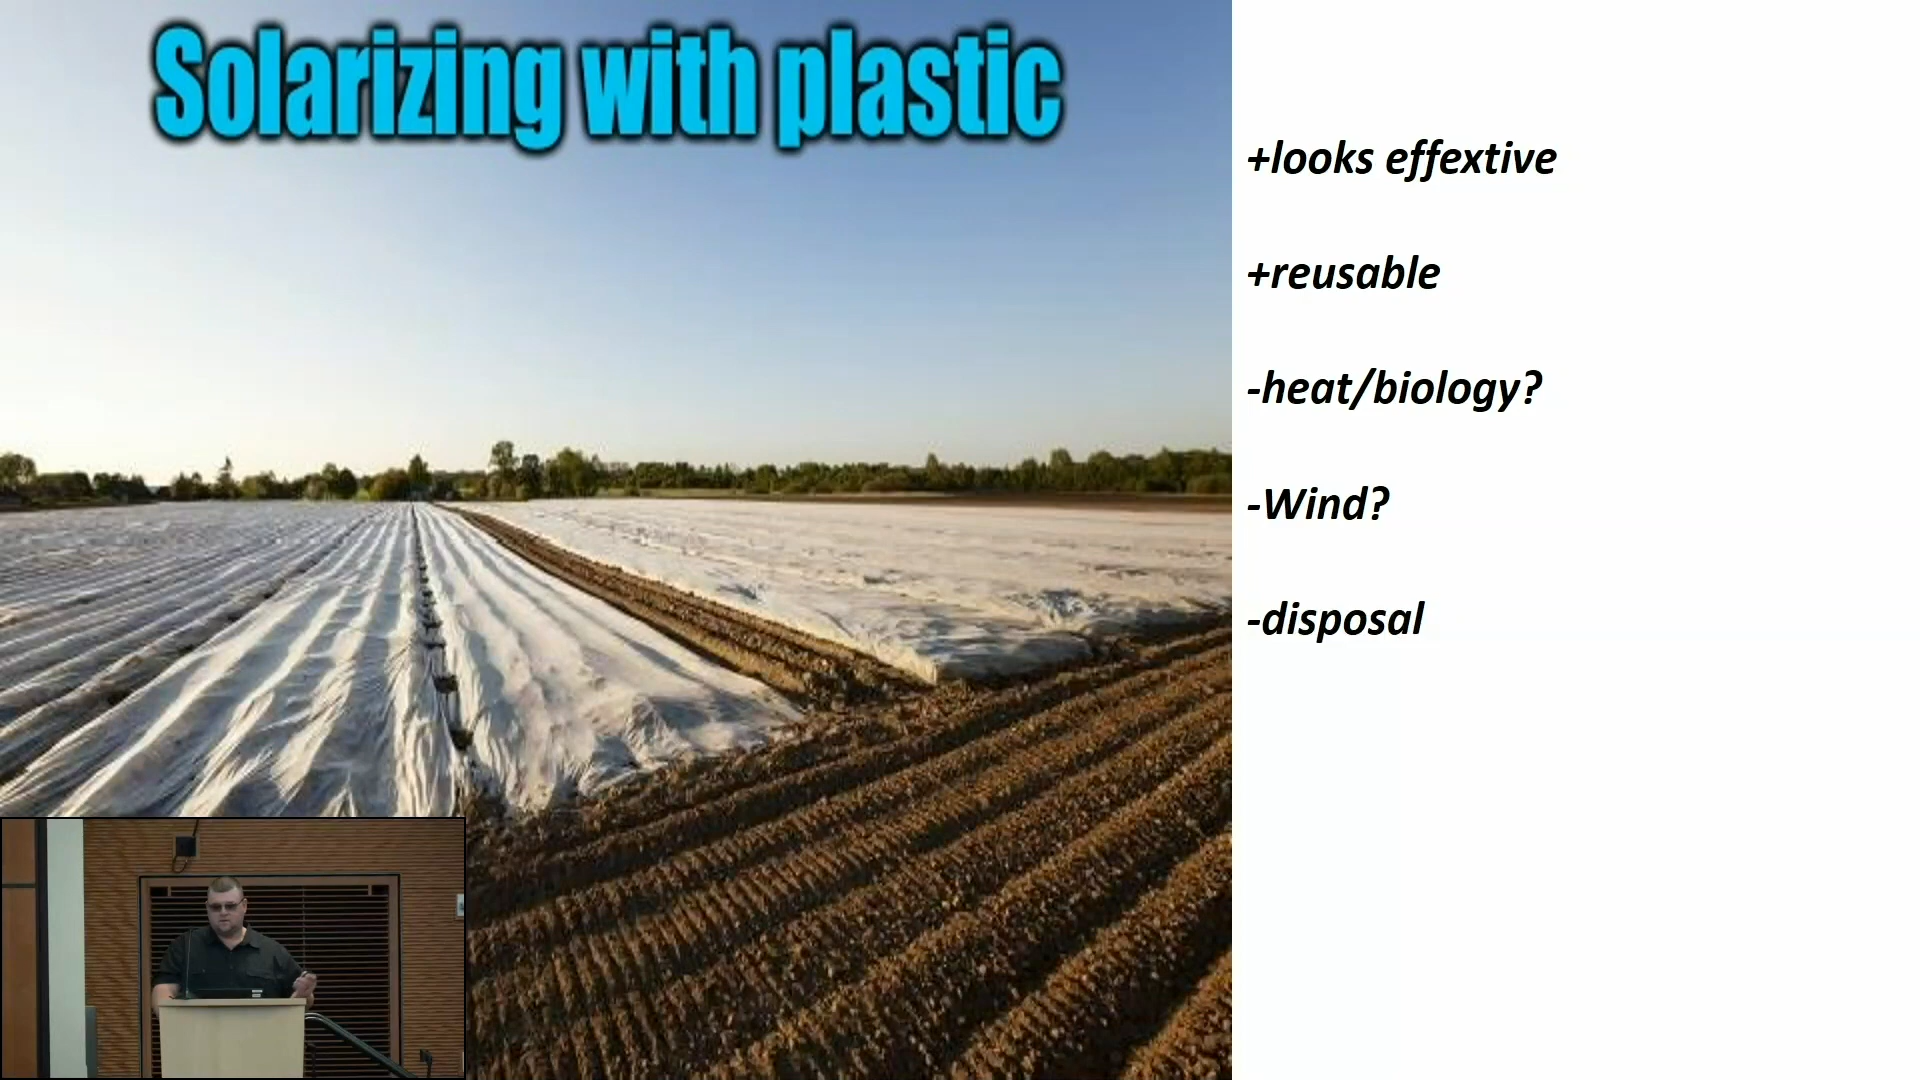 Solarizing with plastic
+looks effextive
+reusable
-heat/biology?
-Wind?
-disposal